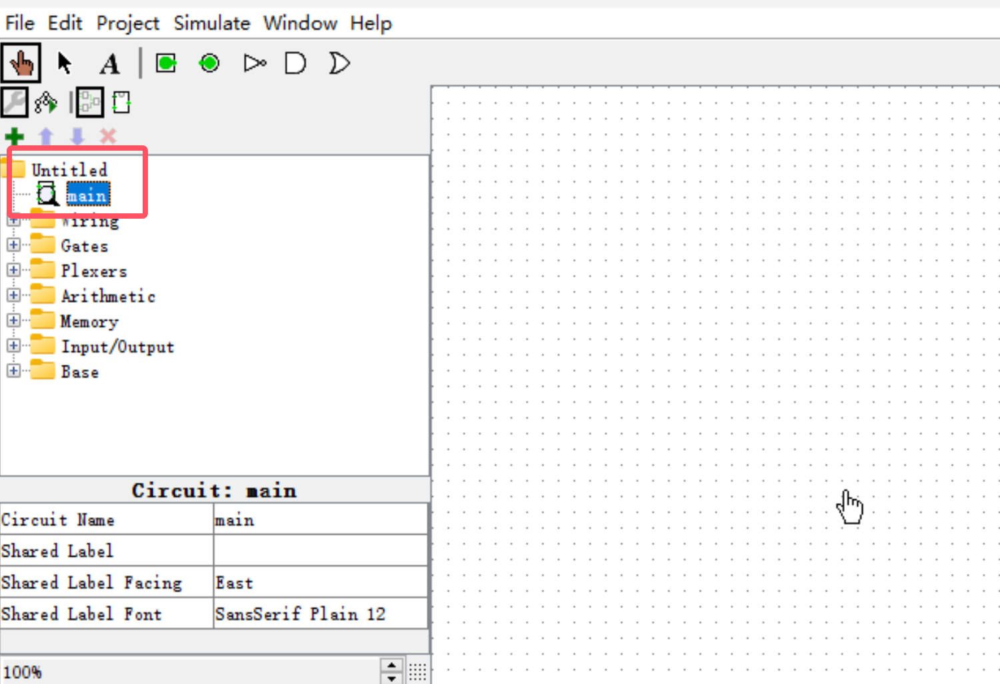 File Edit Project Simulate Window Help
A
Untitled
main
Wiring
Gates
Plexers
Arithmetic
Memory
Input/Output
Base
Circuit: main
Circuit Name main
Shared Label
Shared Label Facing East
Shared Label Font SansSerif Plain 12
100%